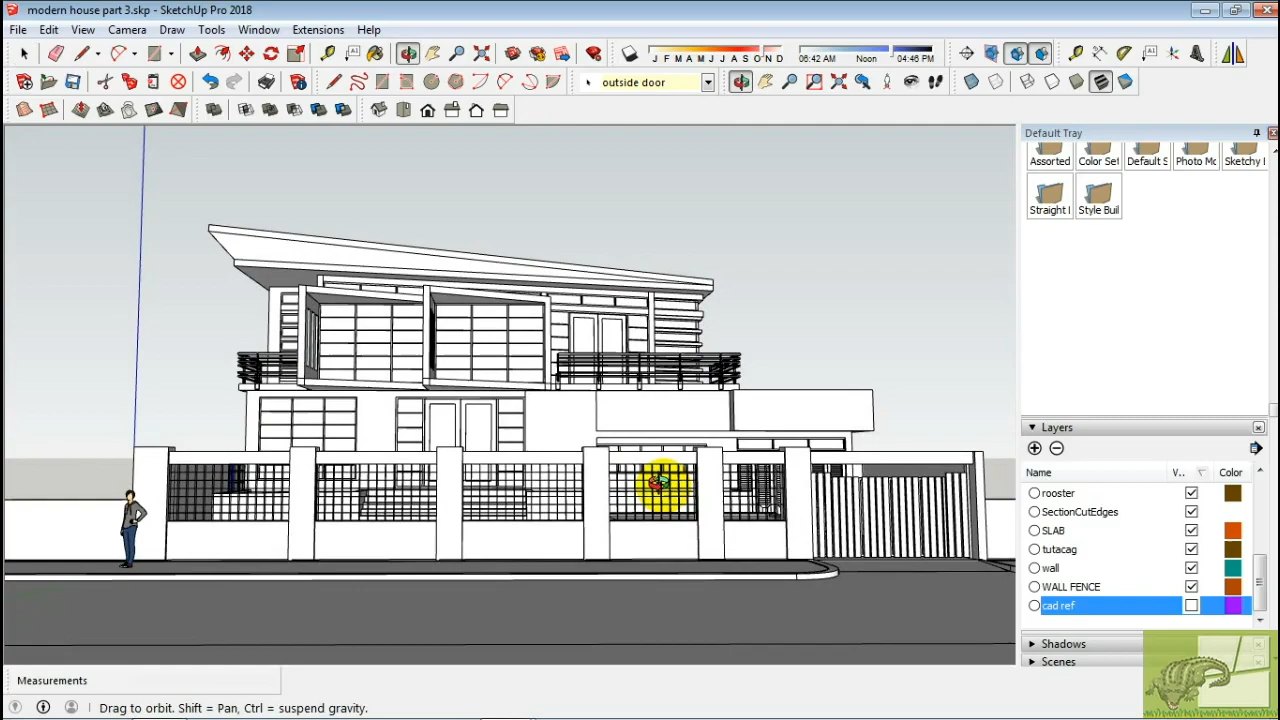 modern house part 3.skp - SketchUp Pro 2018
File Edit View Camera Draw Tools Window Extensions Help
J F M A M J J A S O N D 06:42 AM Noon 04:46 PM
outside door
Default Tray
Assorted Color Set Default S Photo Mo Sketchy I
Straight I Style Buil
Layers
Name V.. Color
rooster
SectionCutEdges
SLAB
tutacag
wall
WALL FENCE
cad ref
Shadows
Scenes
Measurements
Drag to orbit. Shift = Pan, Ctrl = suspend gravity.